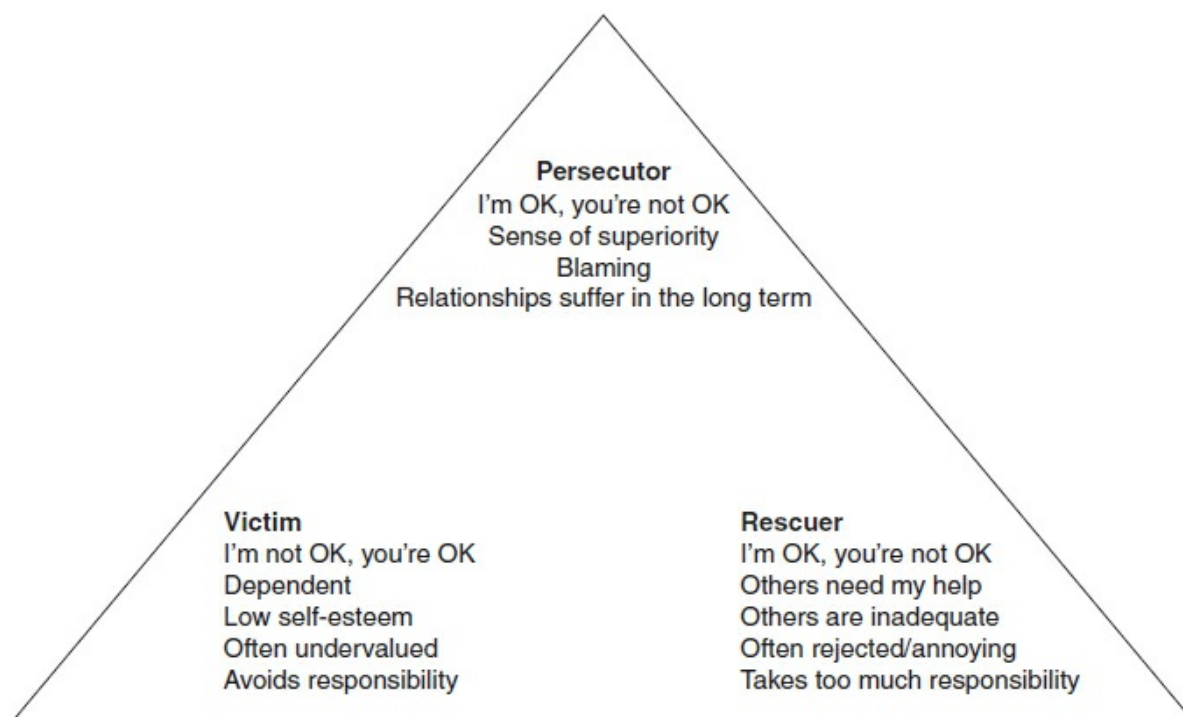 Persecutor
I'm OK, you're not OK
Sense of superiority
Blaming
Relationships suffer in the long term
Victim
I'm not OK, you're OK
Dependent
Low self-esteem
Often undervalued
Avoids responsibility
Rescuer
I'm OK, you're not OK
Others need my help
Others are inadequate
Often rejected/annoying
Takes too much responsibility